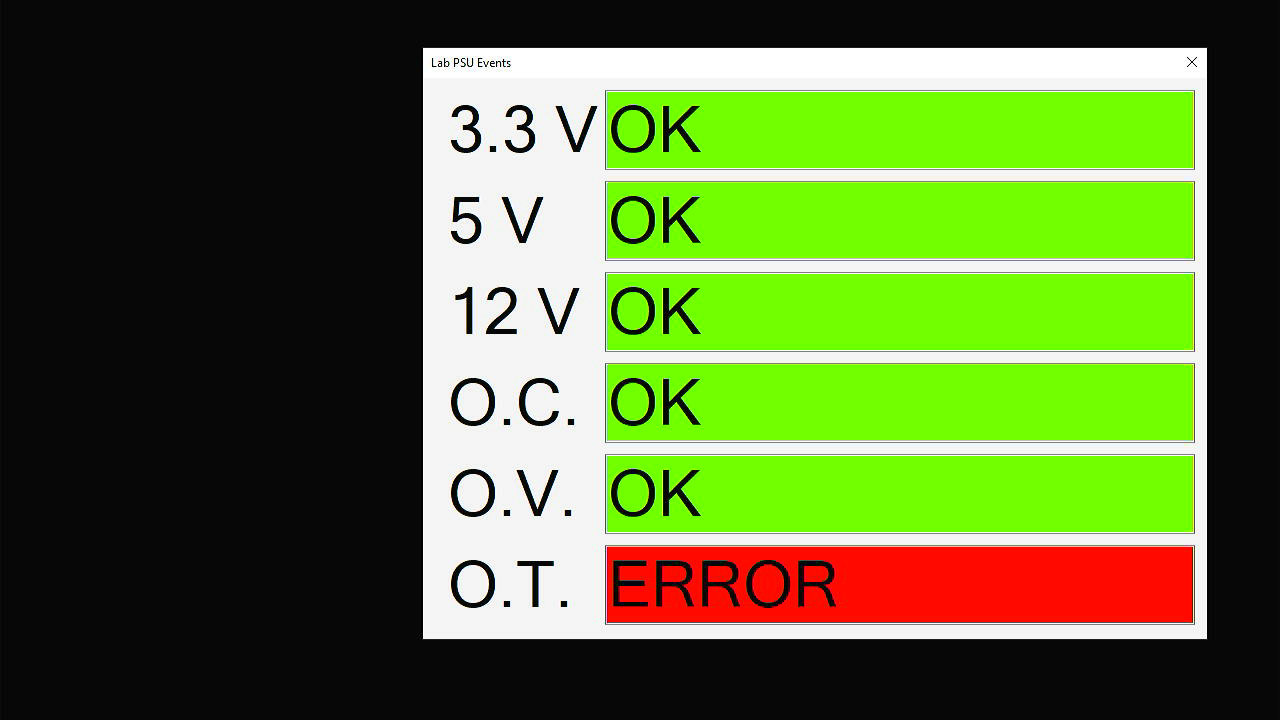 Lab PSU Events
3.3 V OK
5 V OK
12 V OK
O.C. OK
O.V. OK
O.T. ERROR